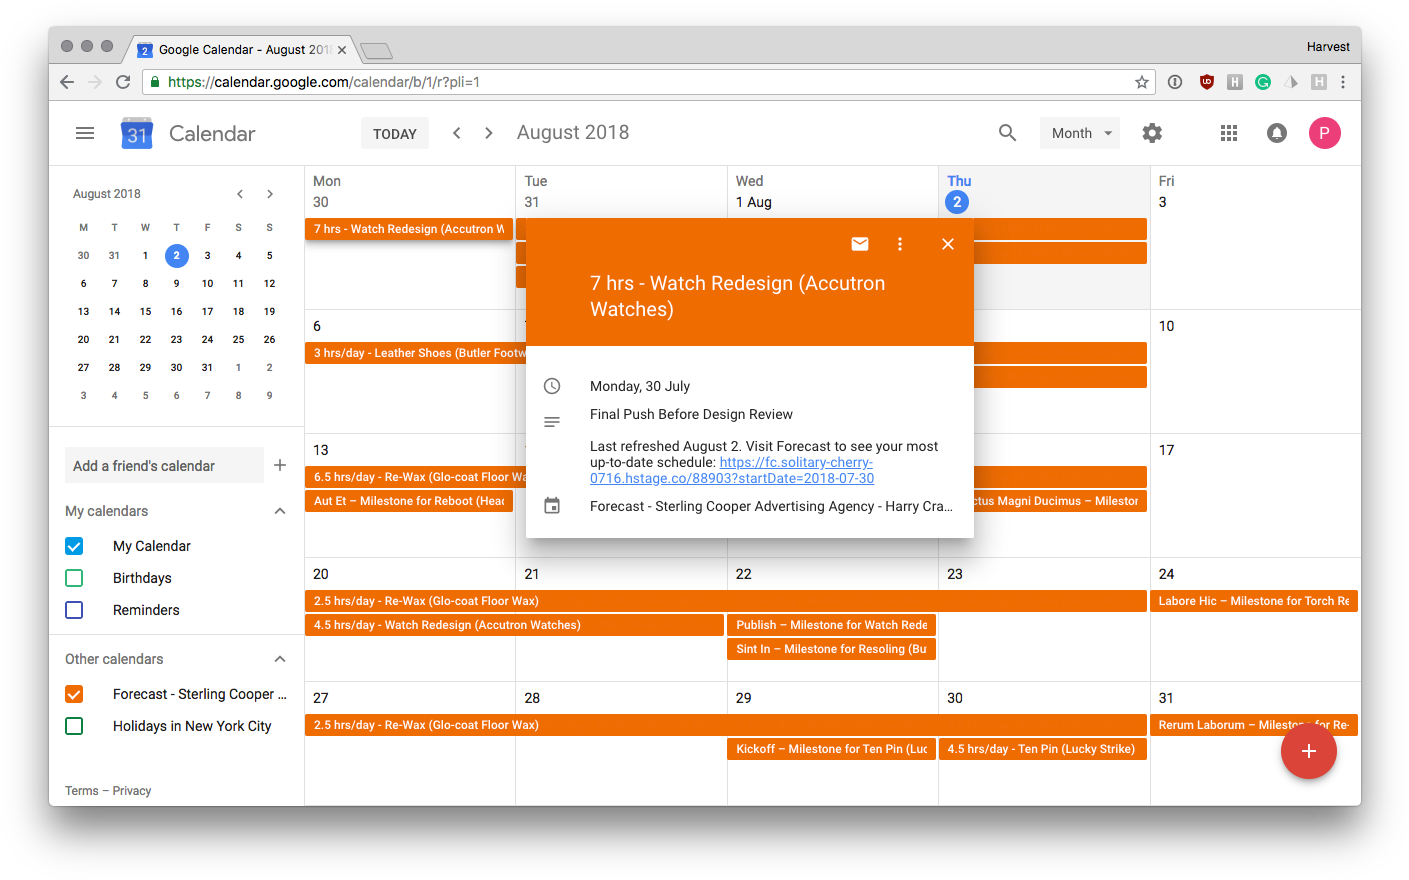 Google Calendar - August 201
Harvest
https://calendar.google.com/calendar/b/1/r?pli=1
31
Calendar
TODAY
August 2018
Month
P
August 2018
M T W T F S S
30 31 1 2 3 4 5
6 7 8 9 10 11 12
13 14 15 16 17 18 19
20 21 22 23 24 25 26
27 28 29 30 31 1 2
3 4 5 6 7 8 9
Add a friend's calendar
My calendars
My Calendar
Birthdays
Reminders
Other calendars
Forecast - Sterling Cooper ...
Holidays in New York City
Terms – Privacy
Mon Tue Wed Thu Fri
30 31 1 Aug 2 3
7 hrs - Watch Redesign (Accutron W
7 hrs - Watch Redesign (Accutron
Watches)
Monday, 30 July
Final Push Before Design Review
Last refreshed August 2. Visit Forecast to see your most
up-to-date schedule: https://fc.solitary-cherry-
0716.hstage.co/88903?startDate=2018-07-30
Forecast - Sterling Cooper Advertising Agency - Harry Cra...
6 10
3 hrs/day - Leather Shoes (Butler Footw
13 17
6.5 hrs/day - Re-Wax (Glo-coat Floor Wa
Aut Et – Milestone for Reboot (Head
ctus Magni Ducimus – Mileston
20 21 22 23 24
2.5 hrs/day - Re-Wax (Glo-coat Floor Wax)
Labore Hic – Milestone for Torch Re
4.5 hrs/day - Watch Redesign (Accutron Watches)
Publish – Milestone for Watch Rede
Sint In – Milestone for Resoling (Bu
27 28 29 30 31
2.5 hrs/day - Re-Wax (Glo-coat Floor Wax)
Rerum Laborum – Milestone for Re-
Kickoff – Milestone for Ten Pin (Luc
4.5 hrs/day - Ten Pin (Lucky Strike)